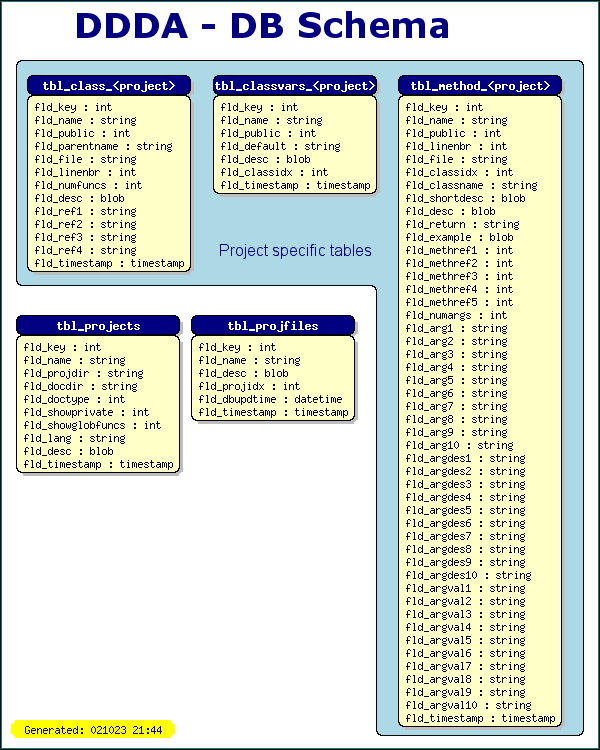 DDDA - DB Schema
tbl_class_<project>
fld_key : int
fld_name : string
fld_public : int
fld_parentname : string
fld_file : string
fld_linenbr : int
fld_numfuncs : int
fld_desc : blob
fld_ref1 : string
fld_ref2 : string
fld_ref3 : string
fld_ref4 : string
fld_timestamp : timestamp
tbl_classvars_<project>
fld_key : int
fld_name : string
fld_public : int
fld_default : string
fld_desc : blob
fld_classidx : int
fld_timestamp : timestamp
Project specific tables
tbl_method_<project>
fld_key : int
fld_name : string
fld_public : int
fld_linenbr : int
fld_file : string
fld_classidx : int
fld_classname : string
fld_shortdesc : blob
fld_desc : blob
fld_return : string
fld_example : blob
fld_methref1 : int
fld_methref2 : int
fld_methref3 : int
fld_methref4 : int
fld_methref5 : int
fld_numargs : int
fld_arg1 : string
fld_arg2 : string
fld_arg3 : string
fld_arg4 : string
fld_arg5 : string
fld_arg6 : string
fld_arg7 : string
fld_arg8 : string
fld_arg9 : string
fld_arg10 : string
fld_argdes1 : string
fld_argdes2 : string
fld_argdes3 : string
fld_argdes4 : string
fld_argdes5 : string
fld_argdes6 : string
fld_argdes7 : string
fld_argdes8 : string
fld_argdes9 : string
fld_argdes10 : string
fld_argval1 : string
fld_argval2 : string
fld_argval3 : string
fld_argval4 : string
fld_argval5 : string
fld_argval6 : string
fld_argval7 : string
fld_argval8 : string
fld_argval9 : string
fld_argval10 : string
fld_timestamp : timestamp
tbl_projects
fld_key : int
fld_name : string
fld_projdir : string
fld_docdir : string
fld_doctype : int
fld_showprivate : int
fld_showglobfuncs : int
fld_lang : string
fld_desc : blob
fld_timestamp : timestamp
tbl_projfiles
fld_key : int
fld_name : string
fld_desc : blob
fld_projidx : int
fld_dbupdtime : datetime
fld_timestamp : timestamp
Generated: 021023 21:44